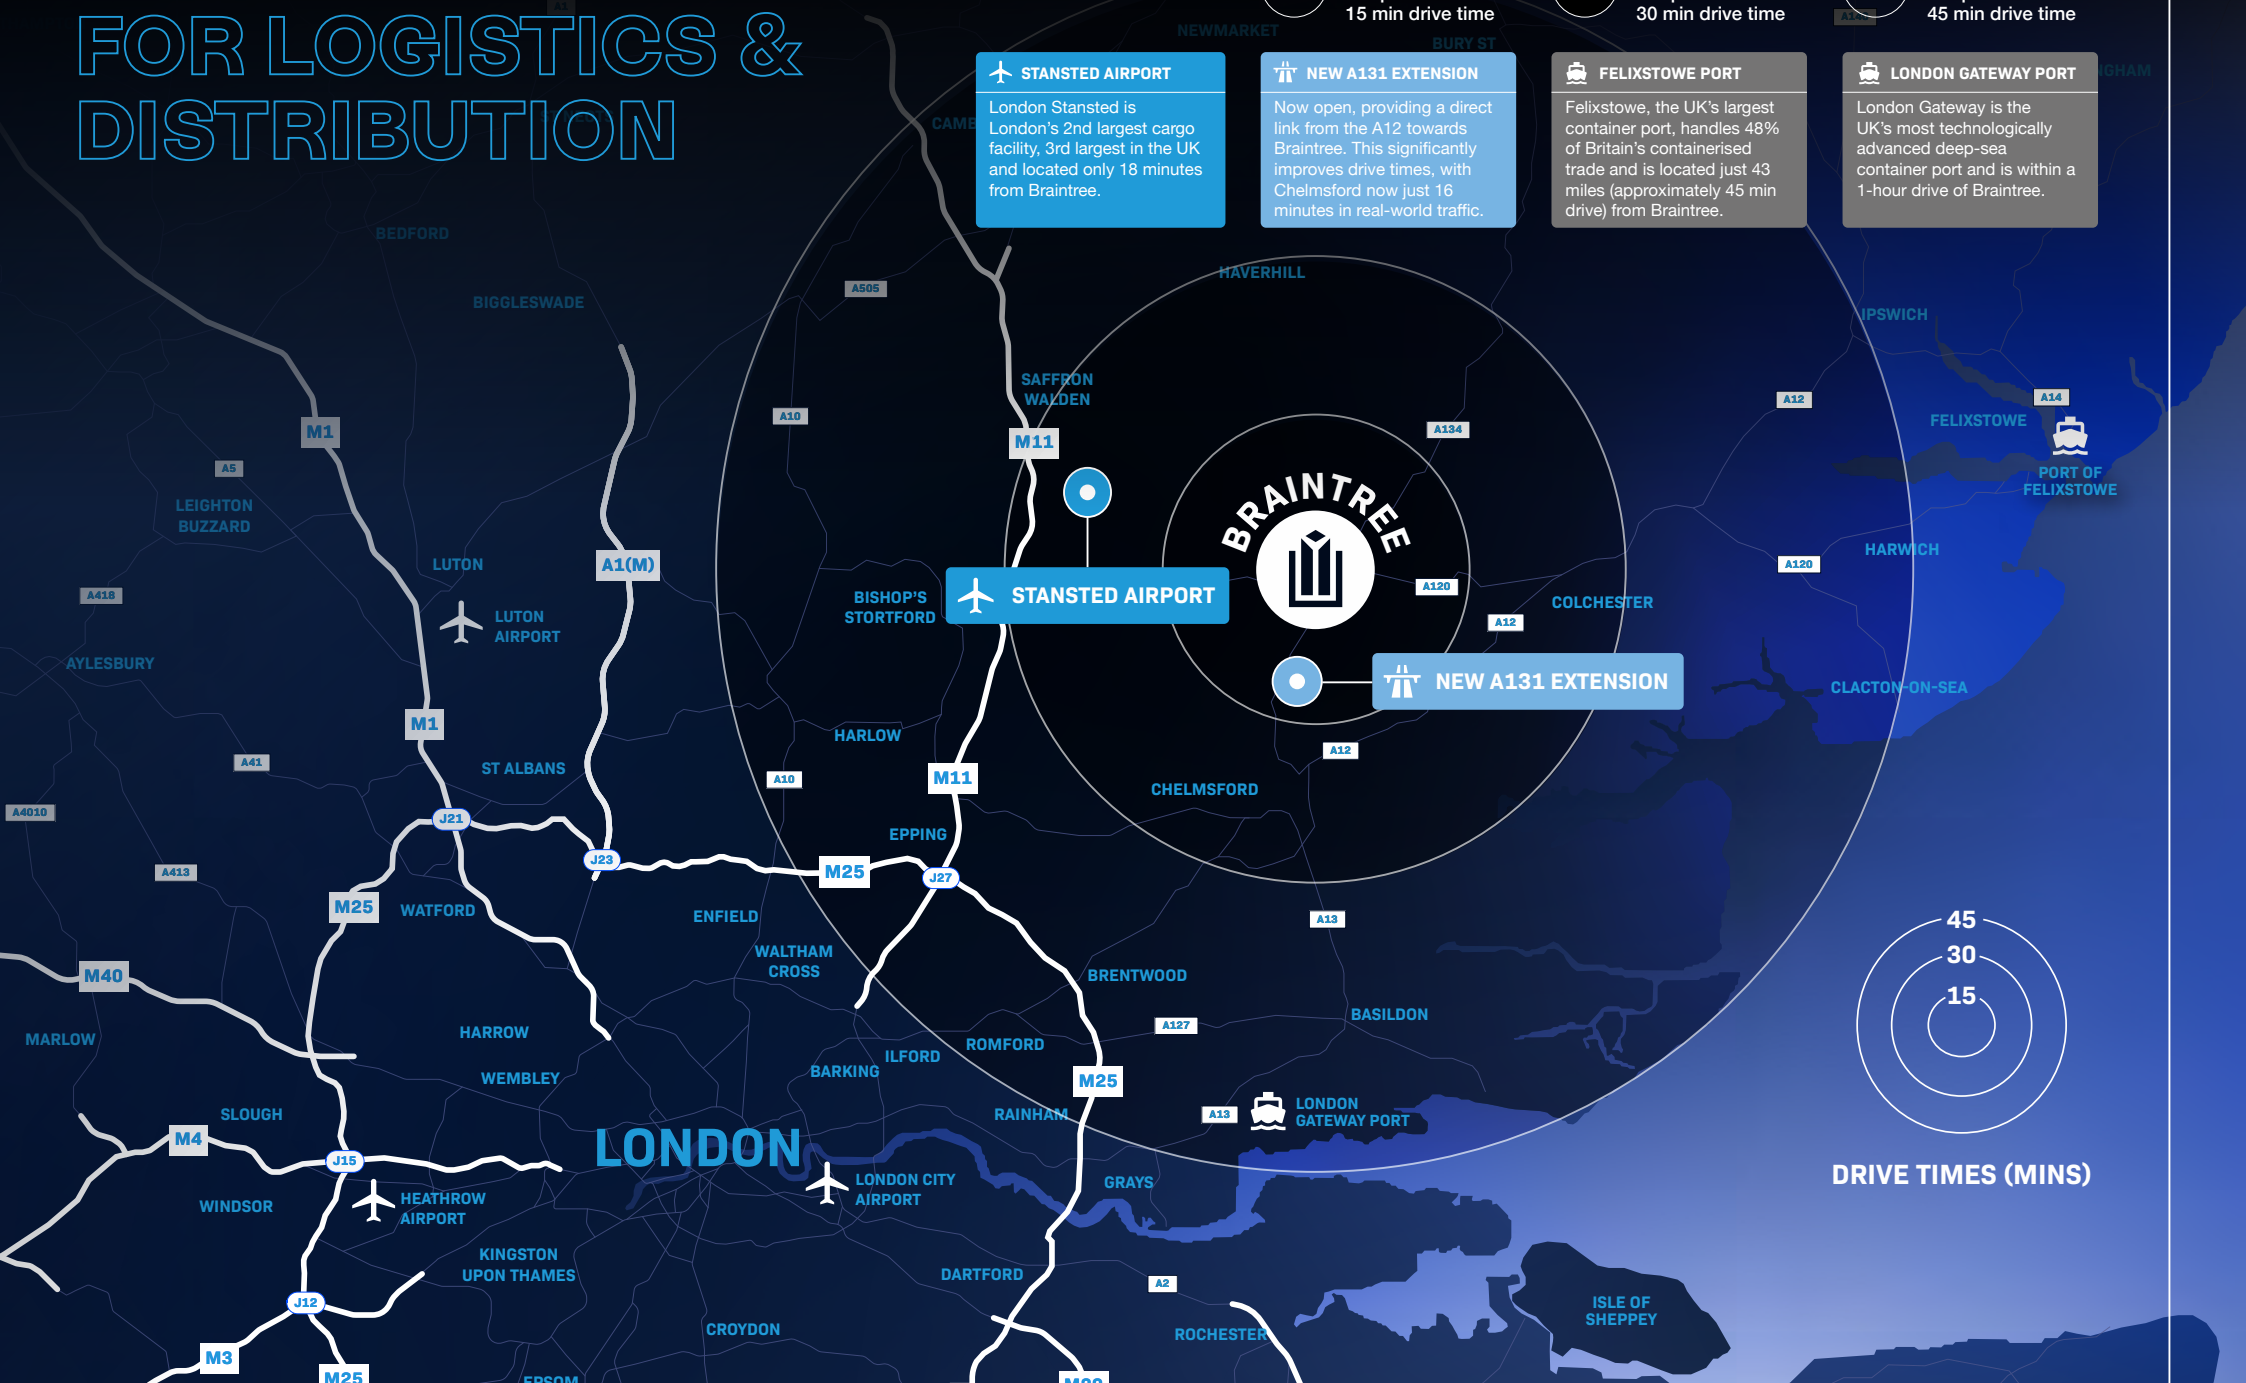 FOR LOGISTICS &
DISTRIBUTION
15 min drive time
30 min drive time
45 min drive time
STANSTED AIRPORT
London Stansted is
London's 2nd largest cargo
facility, 3rd largest in the UK
and located only 18 minutes
from Braintree.
NEW A131 EXTENSION
Now open, providing a direct
link from the A12 towards
Braintree. This significantly
improves drive times, with
Chelmsford now just 16
minutes in real-world traffic.
FELIXSTOWE PORT
Felixstowe, the UK's largest
container port, handles 48%
of Britain's containerised
trade and is located just 43
miles (approximately 45 min
drive) from Braintree.
LONDON GATEWAY PORT
London Gateway is the
UK's most technologically
advanced deep-sea
container port and is within a
1-hour drive of Braintree.
A1
NEWMARKET
BURY ST
BEDFORD
HAVERHILL
A505
BIGGLESWADE
IPSWICH
SAFFRON
WALDEN
A12
A14
A10
FELIXSTOWE
M1
A134
M11
A5
PORT OF
FELIXSTOWE
LEIGHTON
BUZZARD
BRAINTREE
HARWICH
LUTON
A1(M)
A120
A418
BISHOP'S
STORTFORD
STANSTED AIRPORT
A120
COLCHESTER
LUTON
AIRPORT
A12
AYLESBURY
NEW A131 EXTENSION
CLACTON-ON-SEA
M1
HARLOW
A12
A41
ST ALBANS
A10
M11
CHELMSFORD
A4010
J21
EPPING
J23
A413
M25
J27
M25
WATFORD
ENFIELD
A13
45
WALTHAM
CROSS
30
M40
BRENTWOOD
15
BASILDON
A127
HARROW
MARLOW
ROMFORD
ILFORD
BARKING
WEMBLEY
M25
SLOUGH
RAINHAM
A13
LONDON
GATEWAY PORT
M4
LONDON
J15
DRIVE TIMES (MINS)
LONDON CITY
AIRPORT
GRAYS
HEATHROW
AIRPORT
WINDSOR
KINGSTON
UPON THAMES
DARTFORD
A2
J12
ISLE OF
SHEPPEY
CROYDON
ROCHESTER
M3
M25
EPSOM